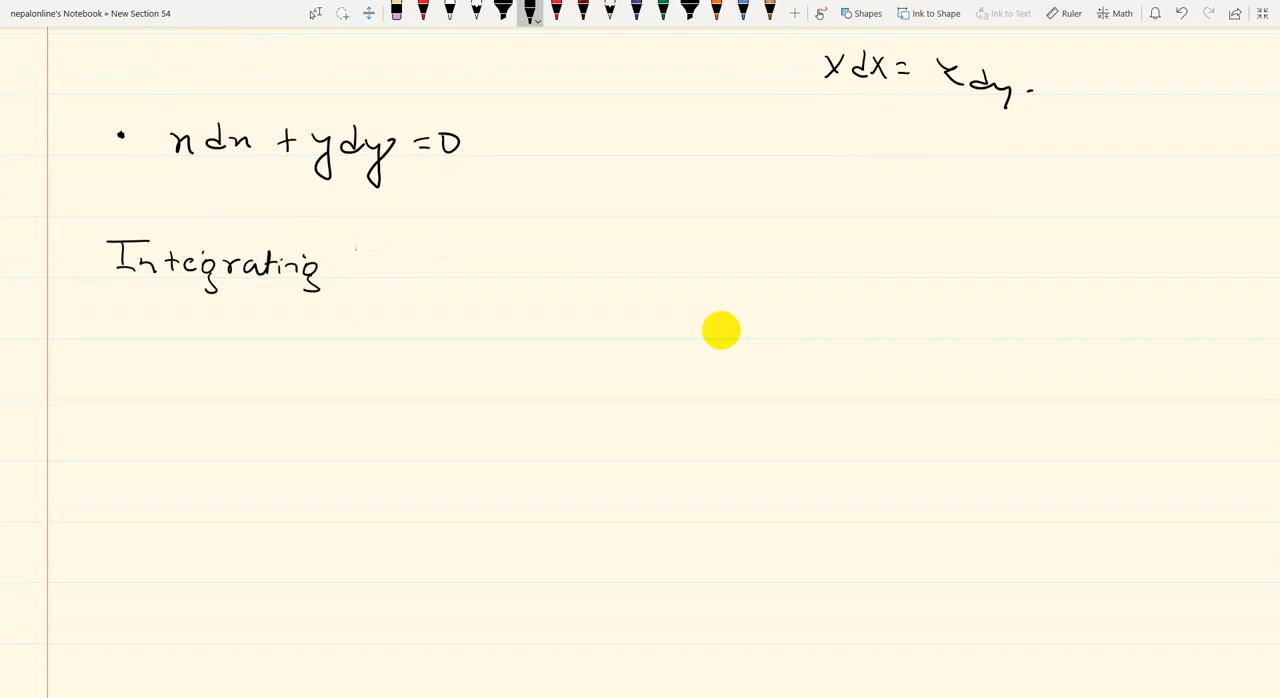 nepalonline's Notebook » New Section 54
Shapes Ink to Shape Ink to Text Ruler Math
X dX = Y dy.
• x dx + y dy = 0
Integrating